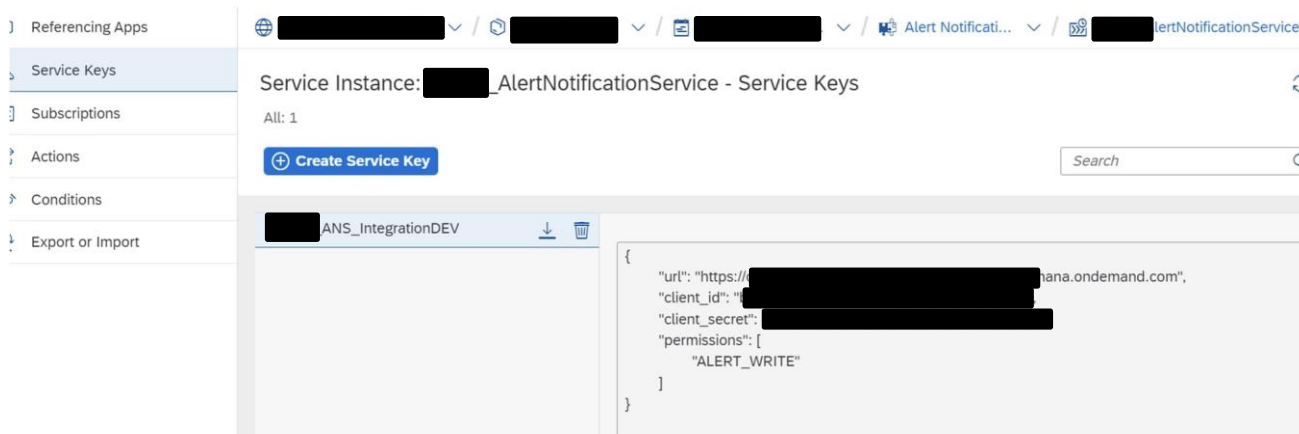 Referencing Apps
Service Keys
Subscriptions
Actions
Conditions
Export or Import
/ / / Alert Notificati... / lertNotificationService
Service Instance: _AlertNotificationService - Service Keys
All: 1
Create Service Key
Search
ANS_IntegrationDEV
{
"url": "https:// hana.ondemand.com",
"client_id": "
"client_secret":
"permissions": [
"ALERT_WRITE"
]
}